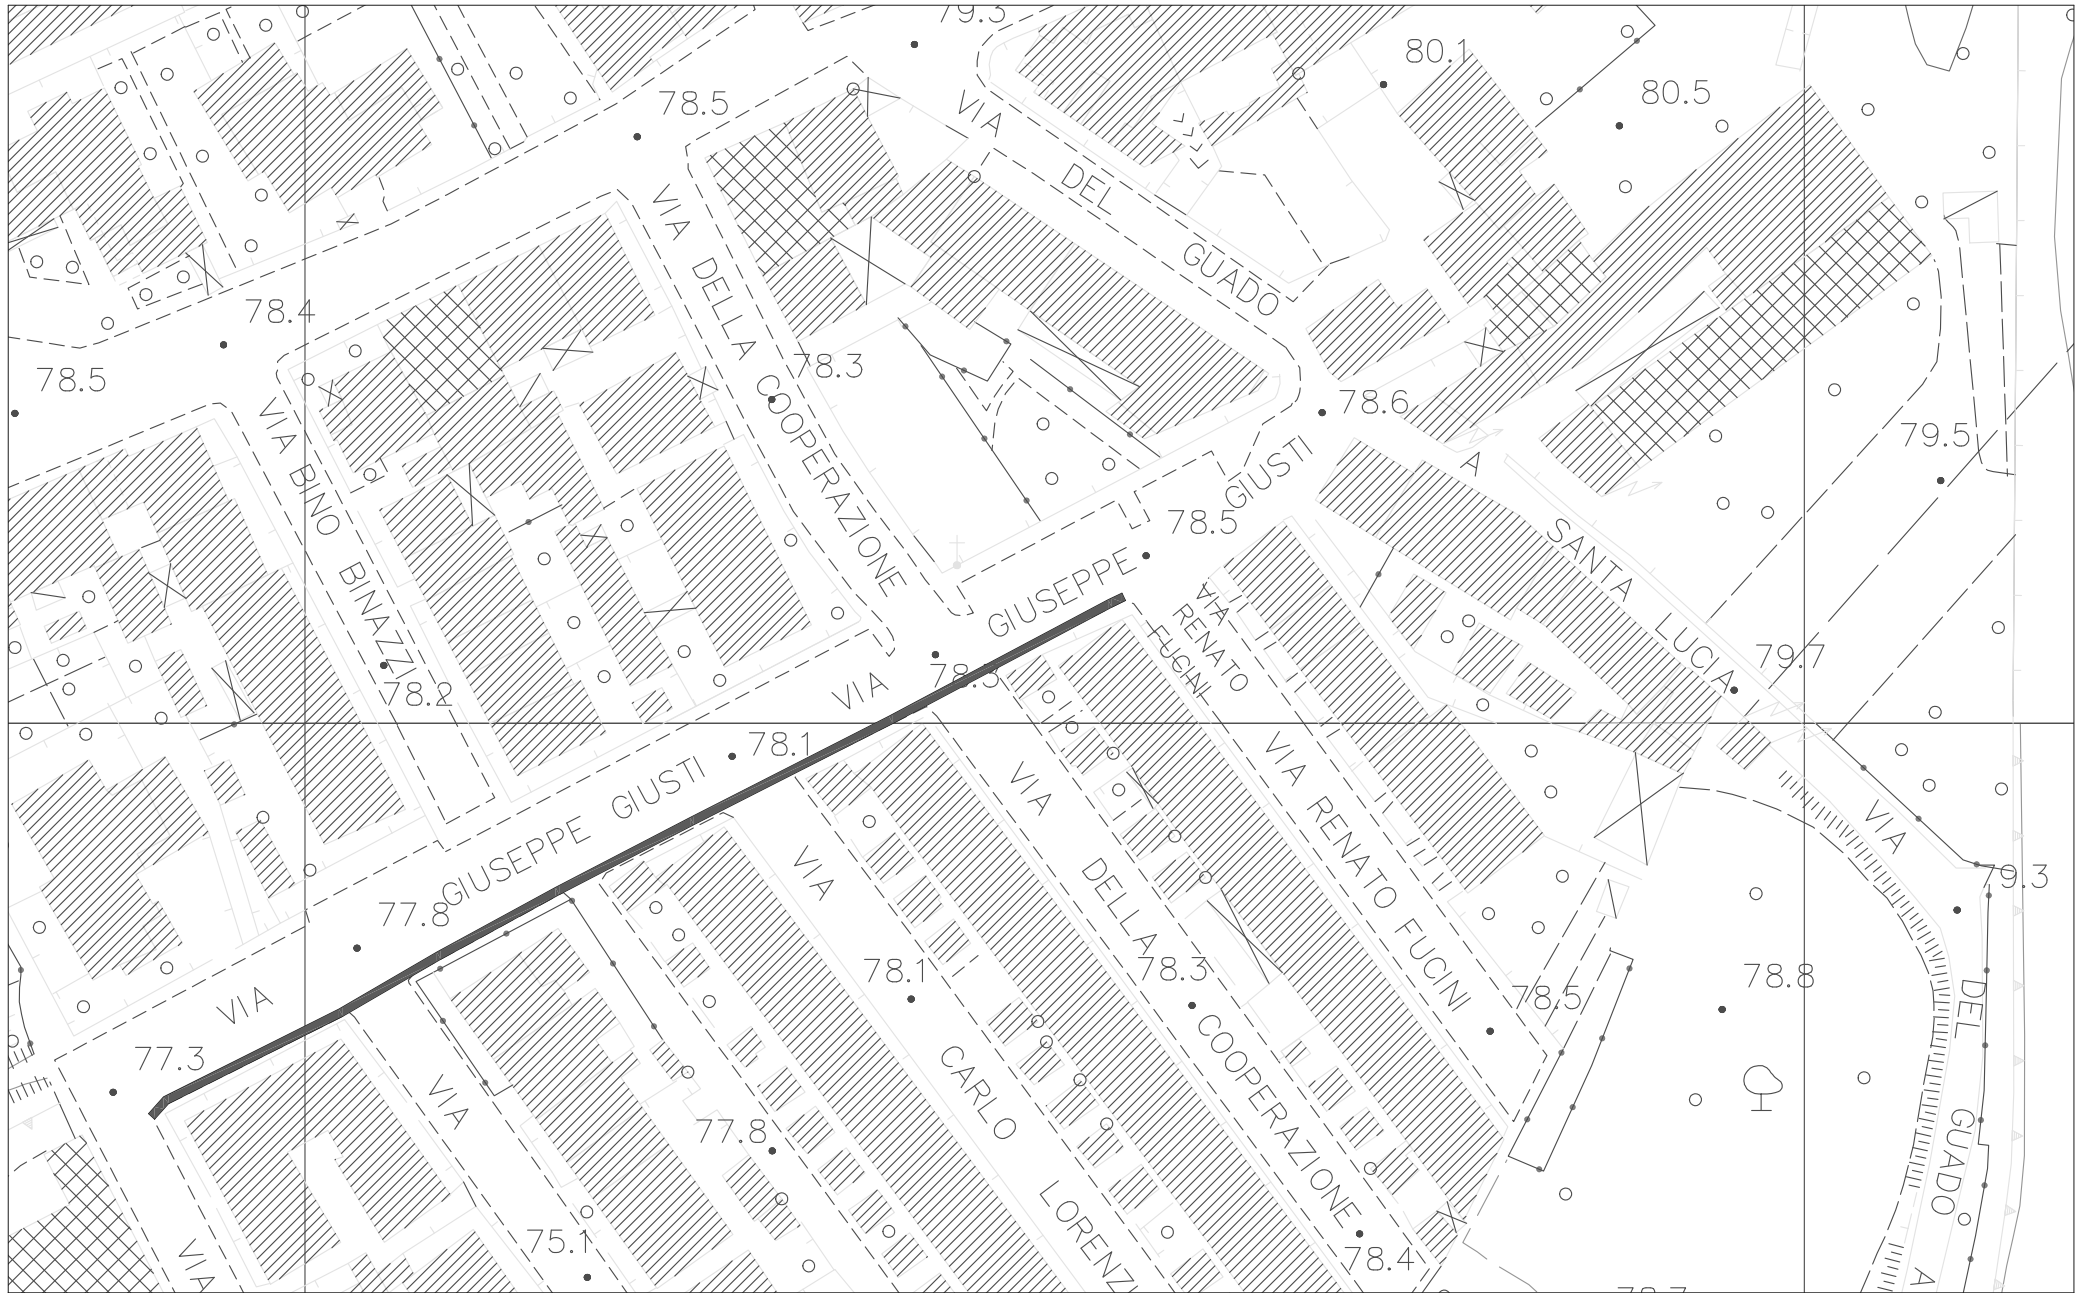 79.3
80.1
80.5
78.5
VIA
DEL
GUADO
78.4
78.5
VIA DELLA COOPERAZIONE
78.3
78.6
79.5
VIA BINO BINAZZI
GIUSTI
78.5
A
SANTA
LUCIA
79.7
GIUSEPPE
VIA
RENATO
FUCINI
78.2
VIA
78.3
78.1
GIUSEPPE GIUSTI
VIA
VIA RENATO FUCINI
VIA
VIA
77.8
DELLA
9.3
78.1
78.3
78.5
78.8
VIA
77.3
VIA
CARLO
COOPERAZIONE
DEL
77.8
GUADO
LORENZ
75.1
78.4
VIA
A
78.7